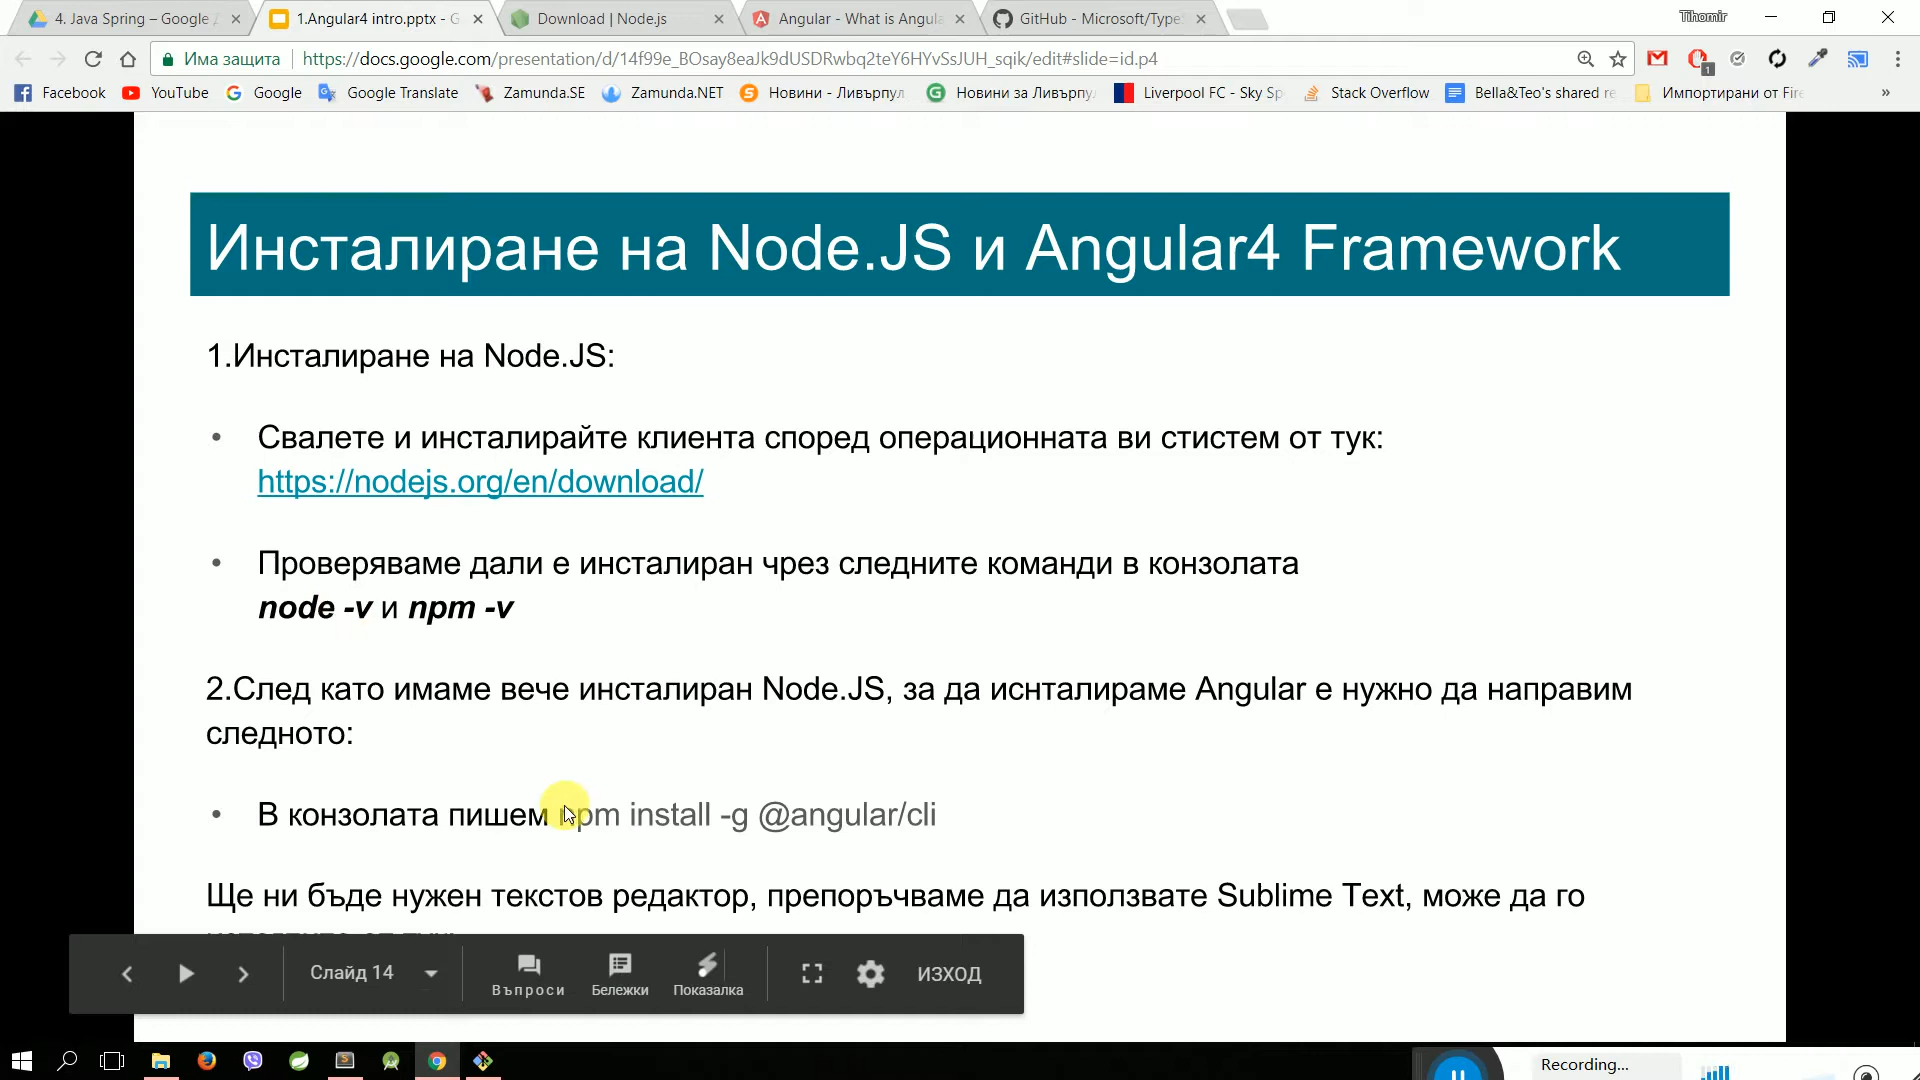 4. Java Spring – Google
1.Angular4 intro.pptx - G
Download | Node.js
Angular - What is Angula
GitHub - Microsoft/Type
Tihomir
Има защита
https://docs.google.com/presentation/d/14f99e_BOsay8eaJk9dUSDRwbq2teY6HYvSsJUH_sqik/edit#slide=id.p4
1
Facebook
YouTube
Google
Google Translate
Zamunda.SE
Zamunda.NET
Новини - Ливърпул
Новини за Ливърпу
Liverpool FC - Sky Sp
Stack Overflow
Bella&Teo's shared re
Импортирани от Fire
»
Инсталиране на Node.JS и Angular4 Framework
1.Инсталиране на Node.JS:
• Свалете и инсталирайте клиента според операционната ви стистем от тук:
https://nodejs.org/en/download/
• Проверяваме дали е инсталиран чрез следните команди в конзолата
node -v и npm -v
2.След като имаме вече инсталиран Node.JS, за да иснталираме Angular е нужно да направим
следното:
• В конзолата пишем npm install -g @angular/cli
Ще ни бъде нужен текстов редактор, препоръчваме да използвате Sublime Text, може да го
Слайд 14
Въпроси
Бележки
Показалка
ИЗХОД
Recording...